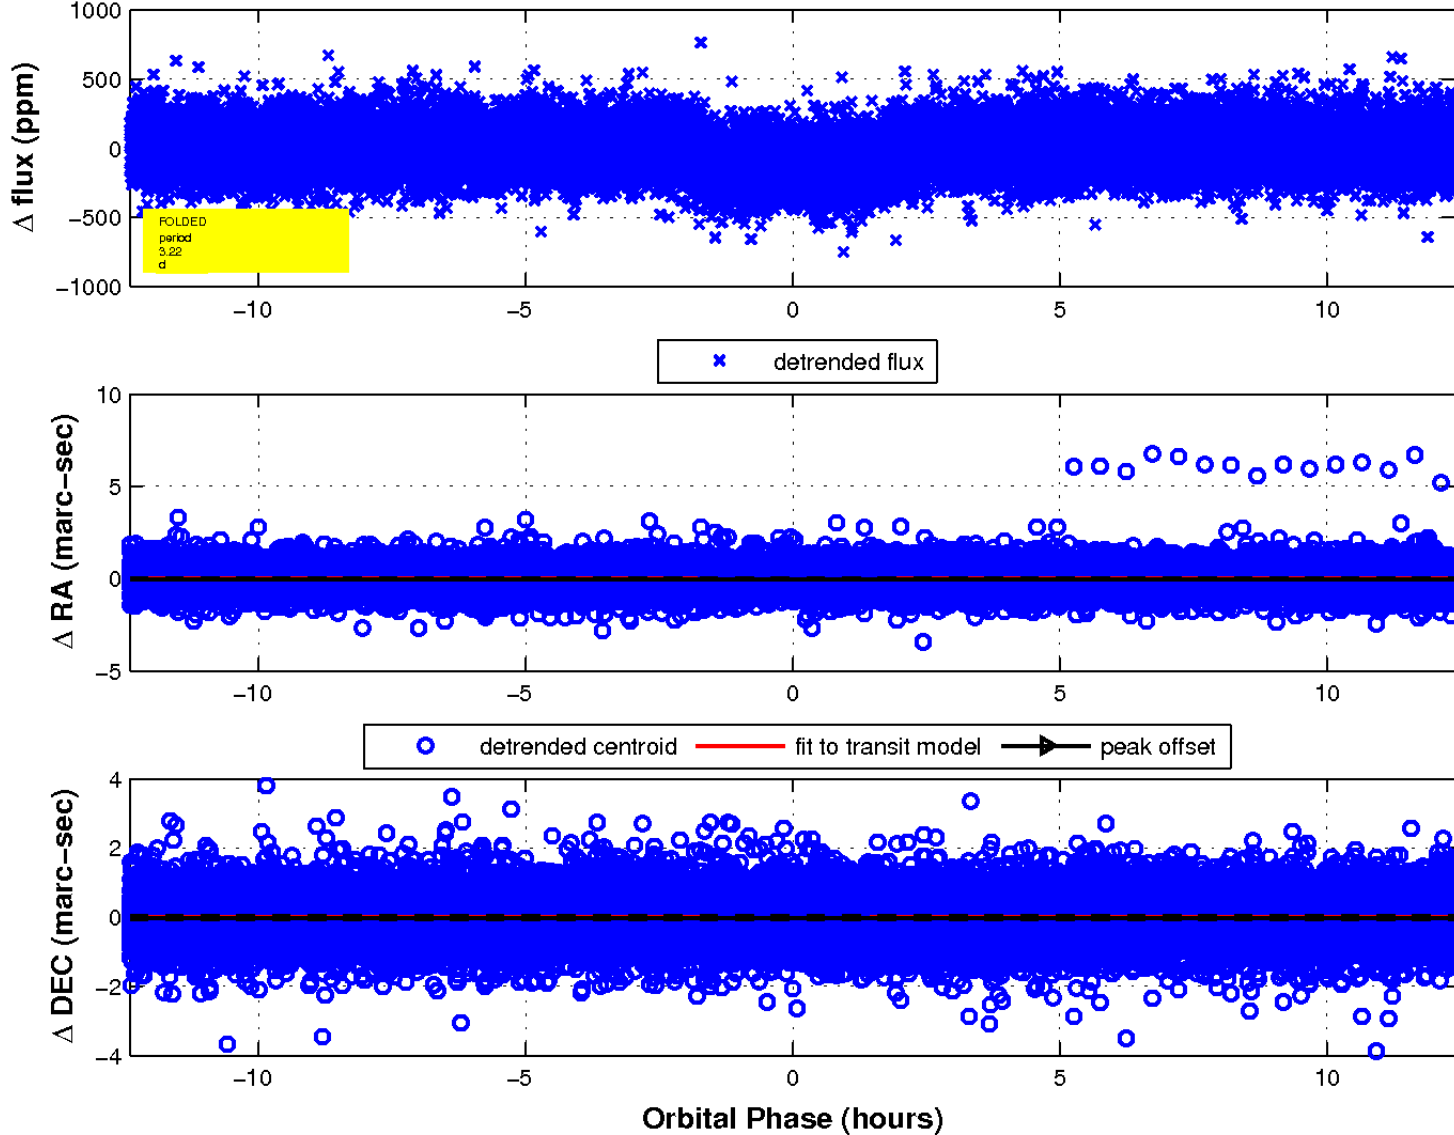 1000
500
0
−500
−1000
Δ flux (ppm)
FOLDED
period
3.22
d
−10
−5
0
5
10
detrended flux
10
5
0
−5
Δ RA (marc−sec)
−10
−5
0
5
10
detrended centroid
fit to transit model
peak offset
4
2
0
−2
−4
Δ DEC (marc−sec)
−10
−5
0
5
10
Orbital Phase (hours)